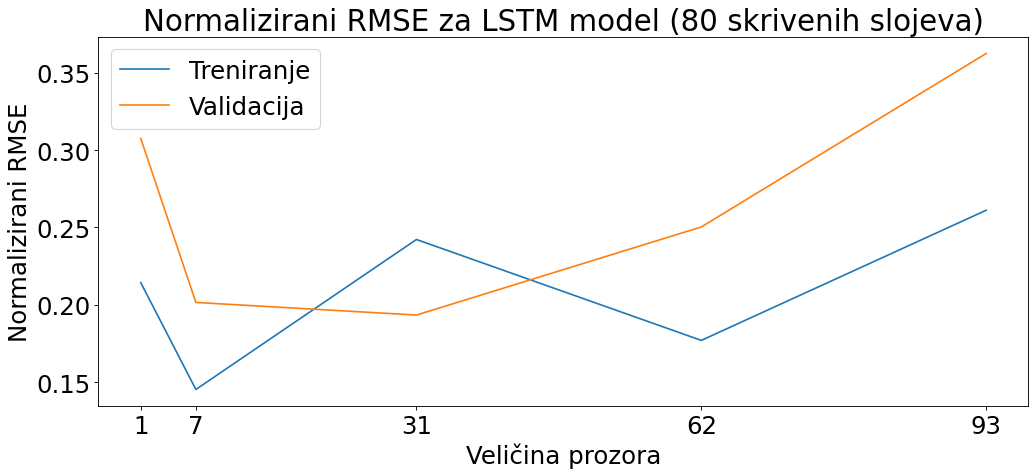 Normalizirani RMSE za LSTM model (80 skrivenih slojeva)
Treniranje
Validacija
Normalizirani RMSE
0.35
0.30
0.25
0.20
0.15
1 7 31 62 93
Veličina prozora